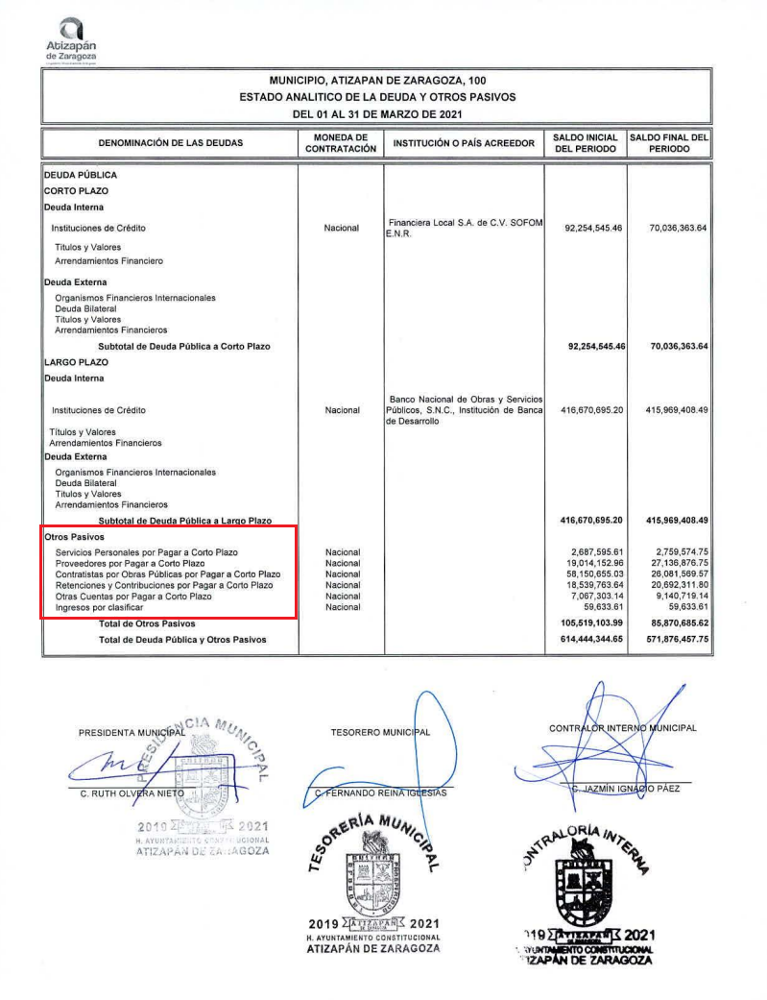 Atizapán
de Zaragoza
MUNICIPIO, ATIZAPAN DE ZARAGOZA, 100
ESTADO ANALITICO DE LA DEUDA Y OTROS PASIVOS
DEL 01 AL 31 DE MARZO DE 2021
DENOMINACIÓN DE LAS DEUDAS MONEDA DE CONTRATACIÓN INSTITUCIÓN O PAÍS ACREEDOR SALDO INICIAL DEL PERIODO SALDO FINAL DEL PERIODO
DEUDA PÚBLICA
CORTO PLAZO
Deuda Interna
Instituciones de Crédito Nacional Financiera Local S.A. de C.V. SOFOM E.N.R. 92,254,545.46 70,036,363.64
Titulos y Valores
Arrendamientos Financiero
Deuda Externa
Organismos Financieros Internacionales
Deuda Bilateral
Titulos y Valores
Arrendamientos Financieros
Subtotal de Deuda Pública a Corto Plazo 92,254,545.46 70,036,363.64
LARGO PLAZO
Deuda Interna
Instituciones de Crédito Nacional Banco Nacional de Obras y Servicios Públicos, S.N.C., Institución de Banca de Desarrollo 416,670,695.20 415,969,408.49
Títulos y Valores
Arrendamientos Financieros
Deuda Externa
Organismos Financieros Internacionales
Deuda Bilateral
Titulos y Valores
Arrendamientos Financieros
Subtotal de Deuda Pública a Largo Plazo 416,670,695.20 415,969,408.49
Otros Pasivos
Servicios Personales por Pagar a Corto Plazo Nacional 2,687,595.61 2,759,574.75
Proveedores por Pagar a Corto Plazo Nacional 19,014,152.96 27,136,876.75
Contratistas por Obras Públicas por Pagar a Corto Plazo Nacional 58,150,655.03 26,081,569.57
Retenciones y Contribuciones por Pagar a Corto Plazo Nacional 18,539,763.64 20,692,311.80
Otras Cuentas por Pagar a Corto Plazo Nacional 7,067,303.14 9,140,719.14
Ingresos por clasificar Nacional 59,633.61 59,633.61
Total de Otros Pasivos 105,519,103.99 85,870,685.62
Total de Deuda Pública y Otros Pasivos 614,444,344.65 571,876,457.75
PRESIDENTA MUNICIPAL
C. RUTH OLVERA NIETO
PRESIDENCIA MUNICIPAL
2019 2021
H. AYUNTAMIENTO CONSTITUCIONAL
ATIZAPÁN DE ZARAGOZA
TESORERO MUNICIPAL
C. FERNANDO REINA IGLESIAS
TESORERÍA MUNICIPAL
2019 ATIZAPAN 2021
H. AYUNTAMIENTO CONSTITUCIONAL
ATIZAPÁN DE ZARAGOZA
CONTRALOR INTERNO MUNICIPAL
C. JAZMÍN IGNACIO PÁEZ
CONTRALORÍA INTERNA
2019 ATIZAPAN 2021
AYUNTAMIENTO CONSTITUCIONAL
TIZAPÁN DE ZARAGOZA